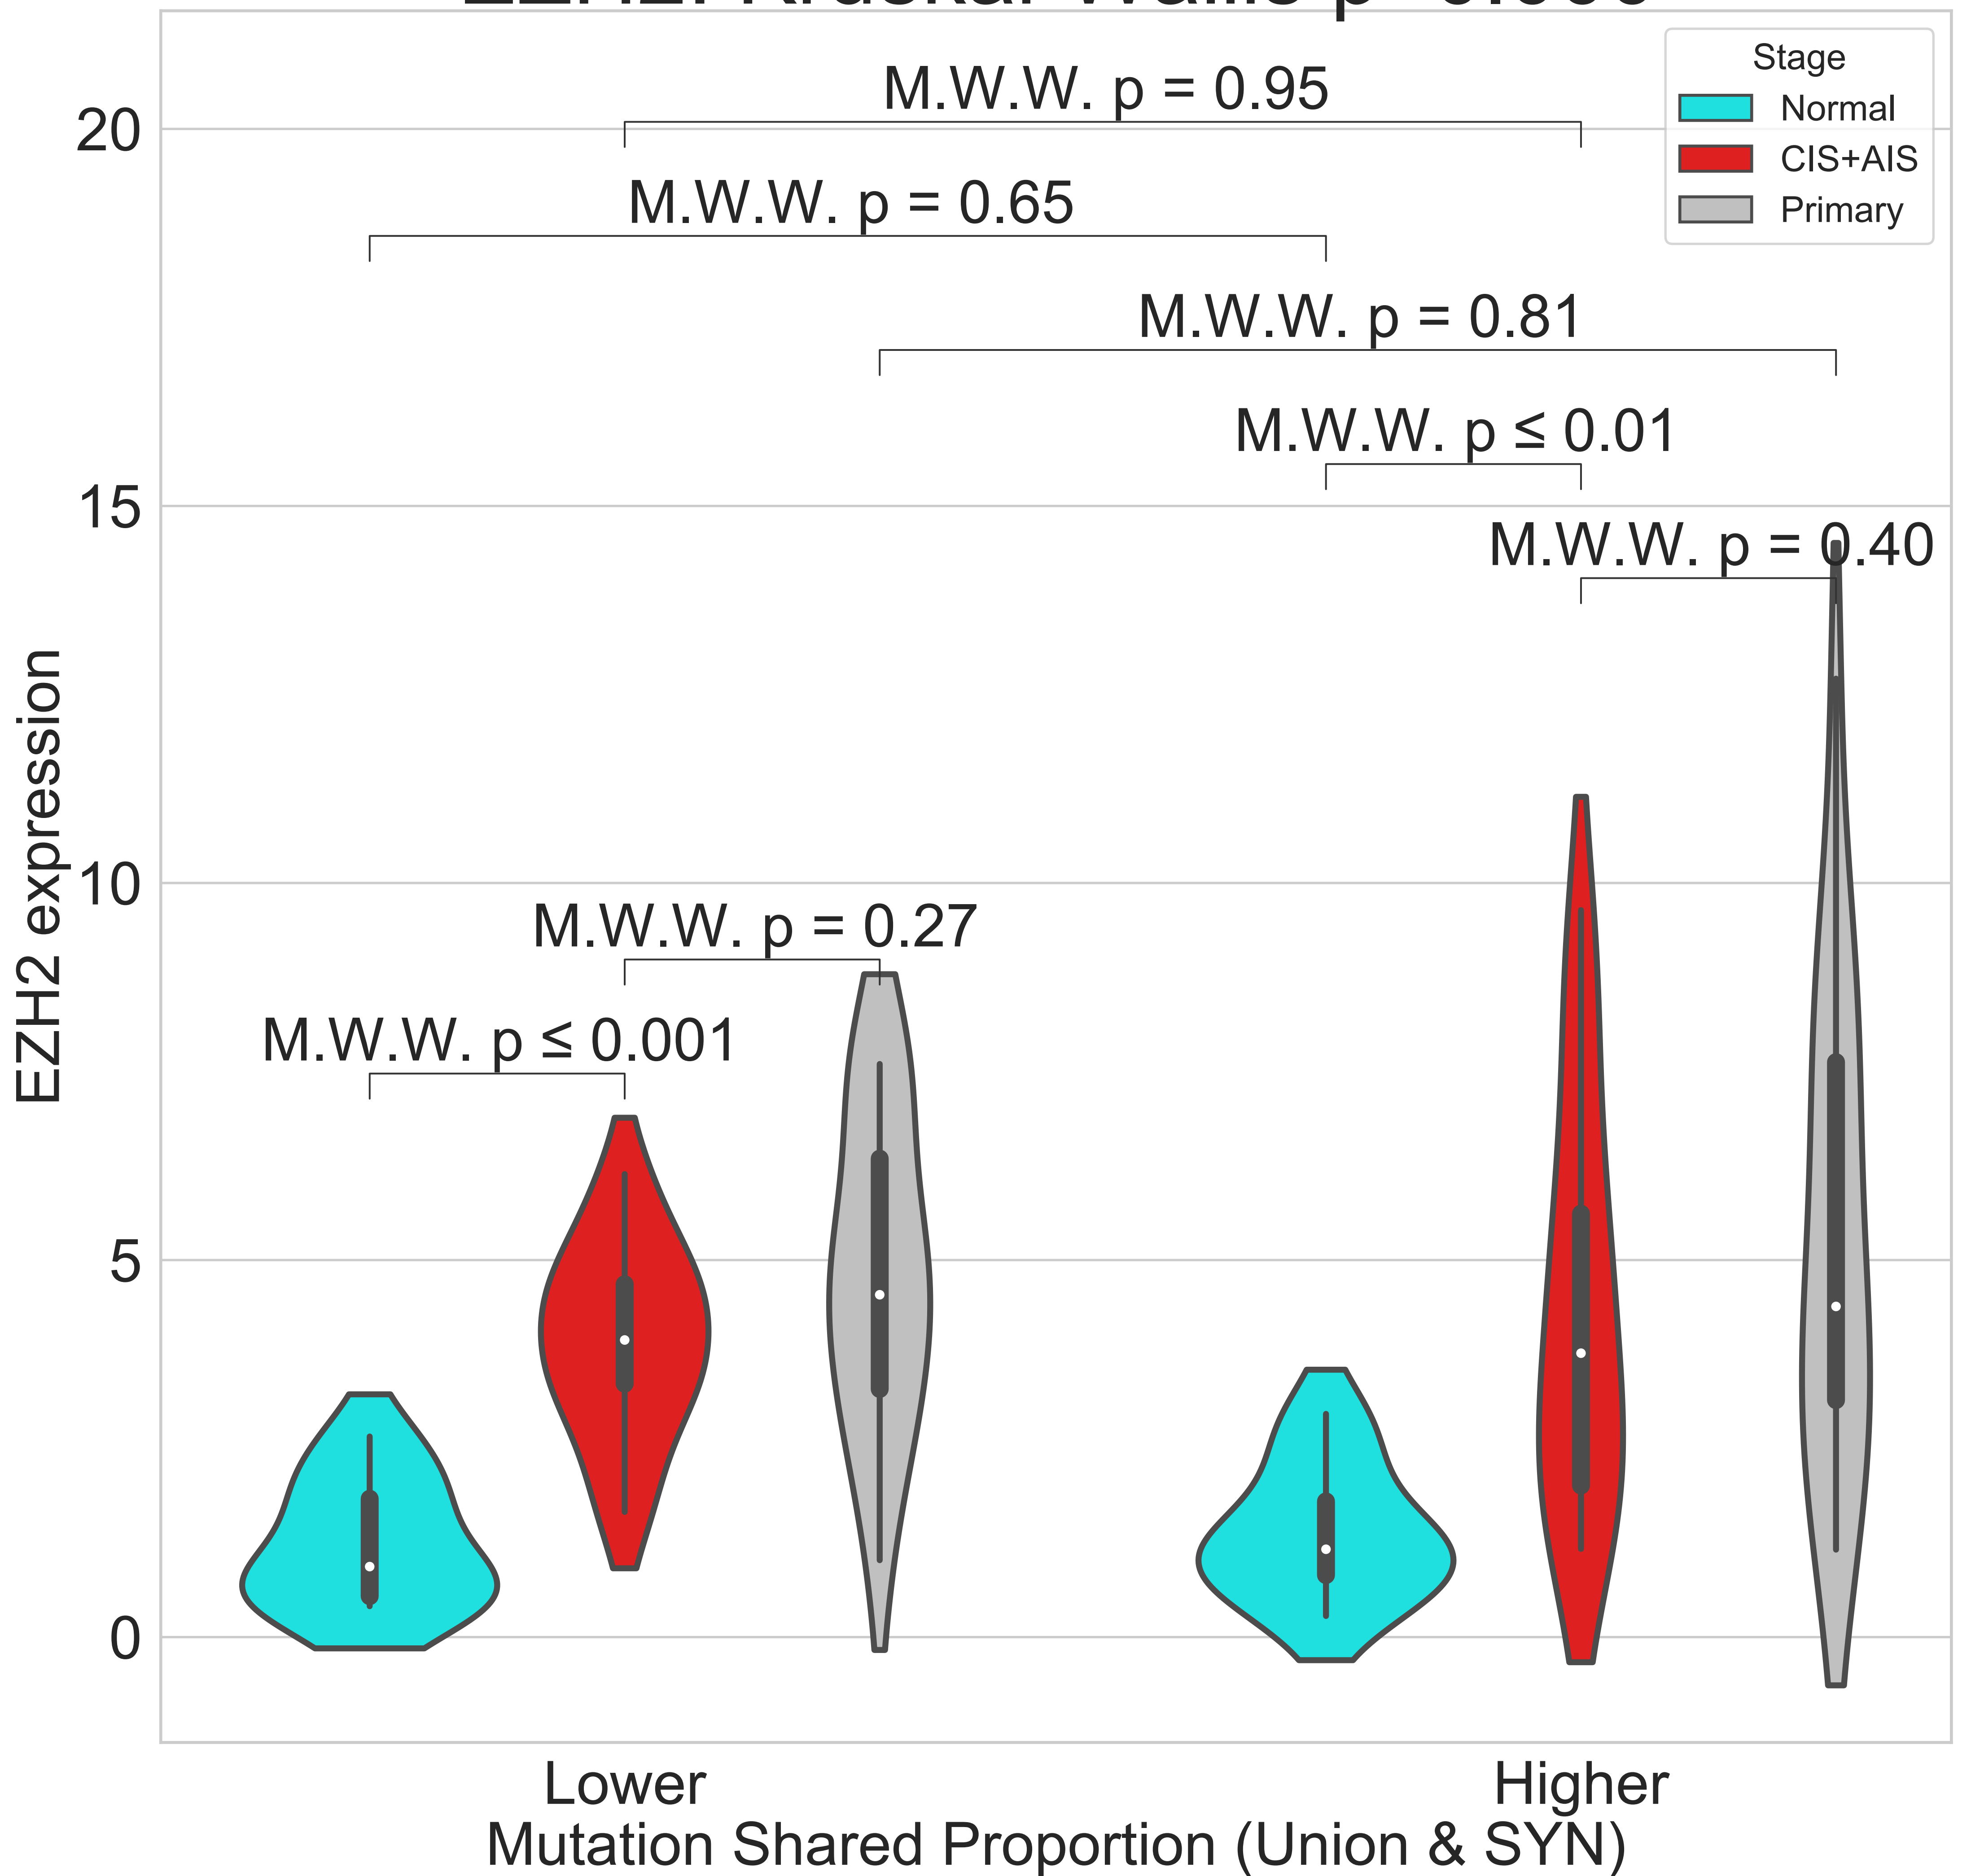 Stage
Normal
CIS+AIS
Primary
M.W.W. p = 0.95
M.W.W. p = 0.65
M.W.W. p = 0.81
M.W.W. p ≤ 0.01
M.W.W. p = 0.40
M.W.W. p = 0.27
M.W.W. p ≤ 0.001
20
15
10
5
0
EZH2 expression
Lower
Higher
Mutation Shared Proportion (Union & SYN)